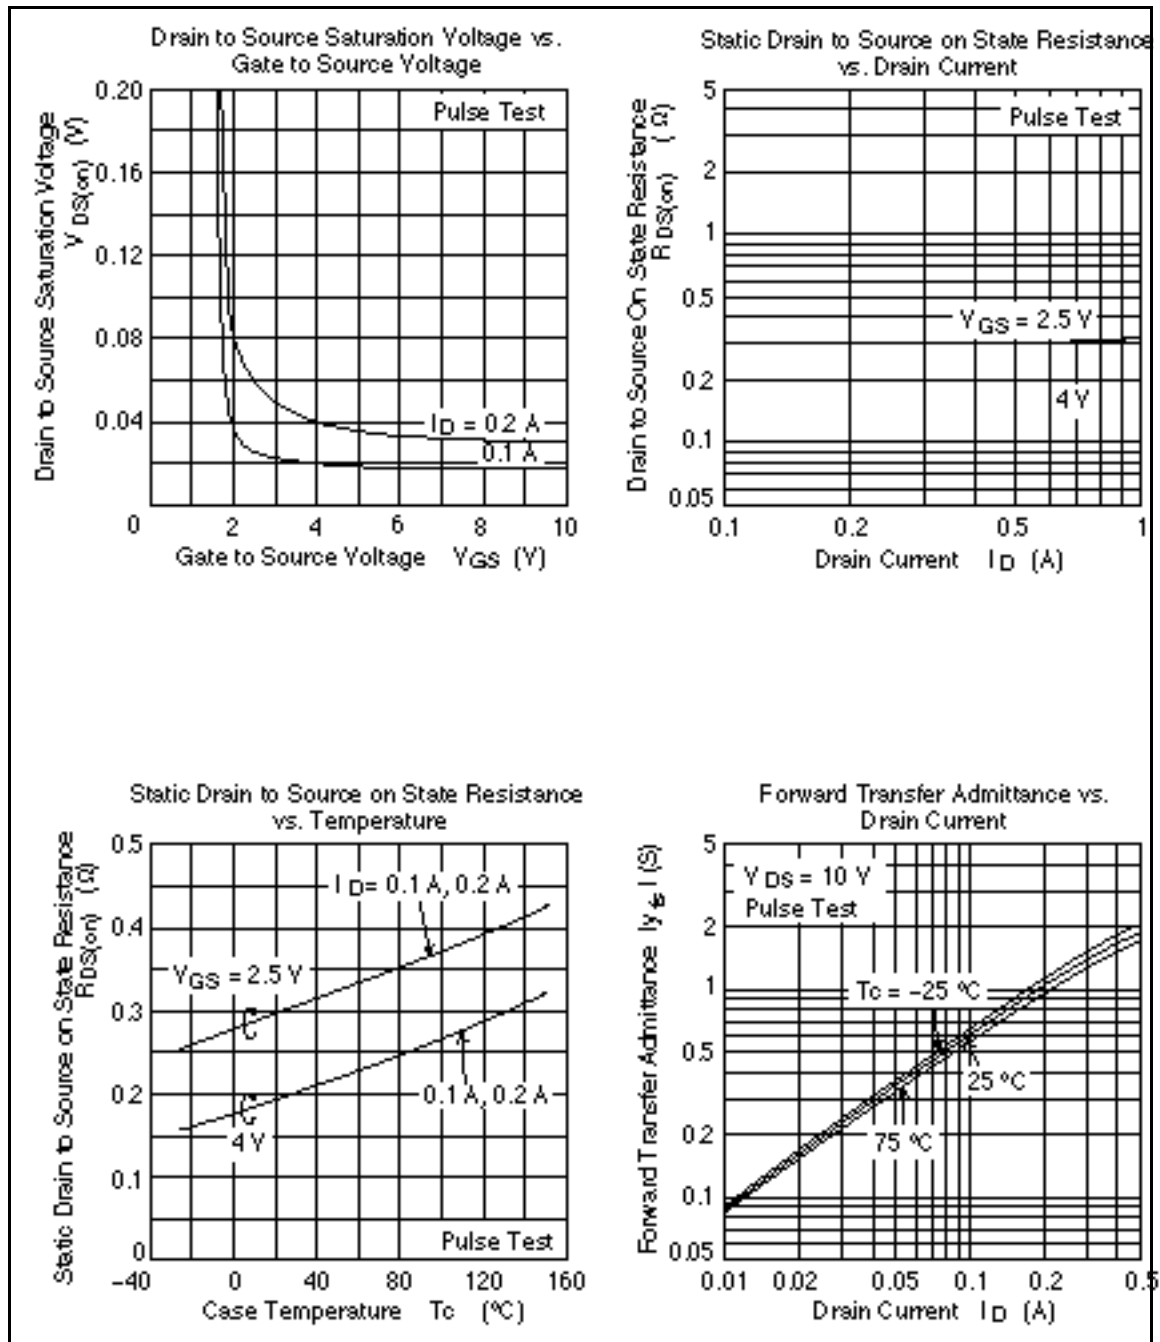 Drain to Source Saturation Voltage vs.
Gate to Source Voltage
Drain to Source Saturation Voltage
V DS(on) (V)
0.20
0.16
0.12
0.08
0.04
0
Pulse Test
I D = 0.2 A
0.1 A
2
4
6
8
10
Gate to Source Voltage VGS (V)
Static Drain to Source on State Resistance
vs. Drain Current
Drain to Source On State Resistance
R DS(on) (Ω)
5
2
1
0.5
0.2
0.1
0.05
Pulse Test
VGS = 2.5 V
4 V
0.1
0.2
0.5
1
Drain Current I D (A)
Static Drain to Source on State Resistance
vs. Temperature
Static Drain to Source on State Resistance
RDS(on) (Ω)
0.5
0.4
0.3
0.2
0.1
0
I D= 0.1 A, 0.2 A
VGS = 2.5 V
0.1 A, 0.2 A
4 V
Pulse Test
−40
0
40
80
120
160
Case Temperature Tc (ºC)
Forward Transfer Admittance vs.
Drain Current
Forward Transfer Admittance |yfs| (S)
5
2
1
0.5
0.2
0.1
0.05
V DS = 10 V
Pulse Test
Tc = −25 ºC
25 ºC
75 ºC
0.01
0.02
0.05
0.1
0.2
0.5
Drain Current I D (A)